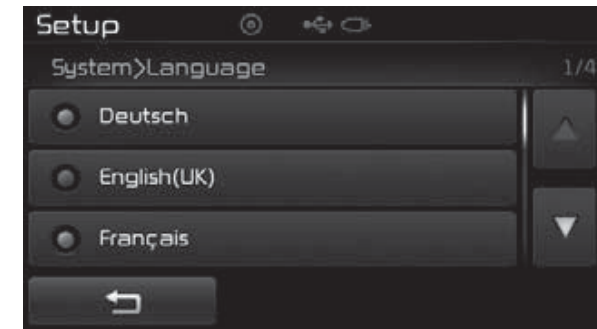 Setup
System>Language
1/4
Deutsch
English(UK)
Français